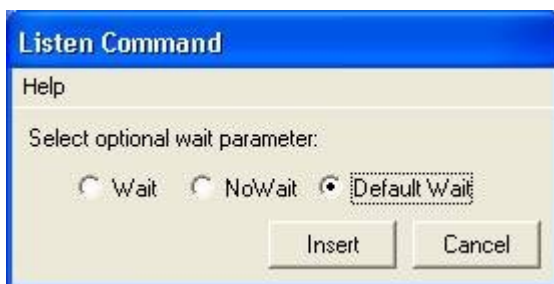 Listen Command
Help
Select optional wait parameter:
Wait NoWait Default Wait
Insert Cancel